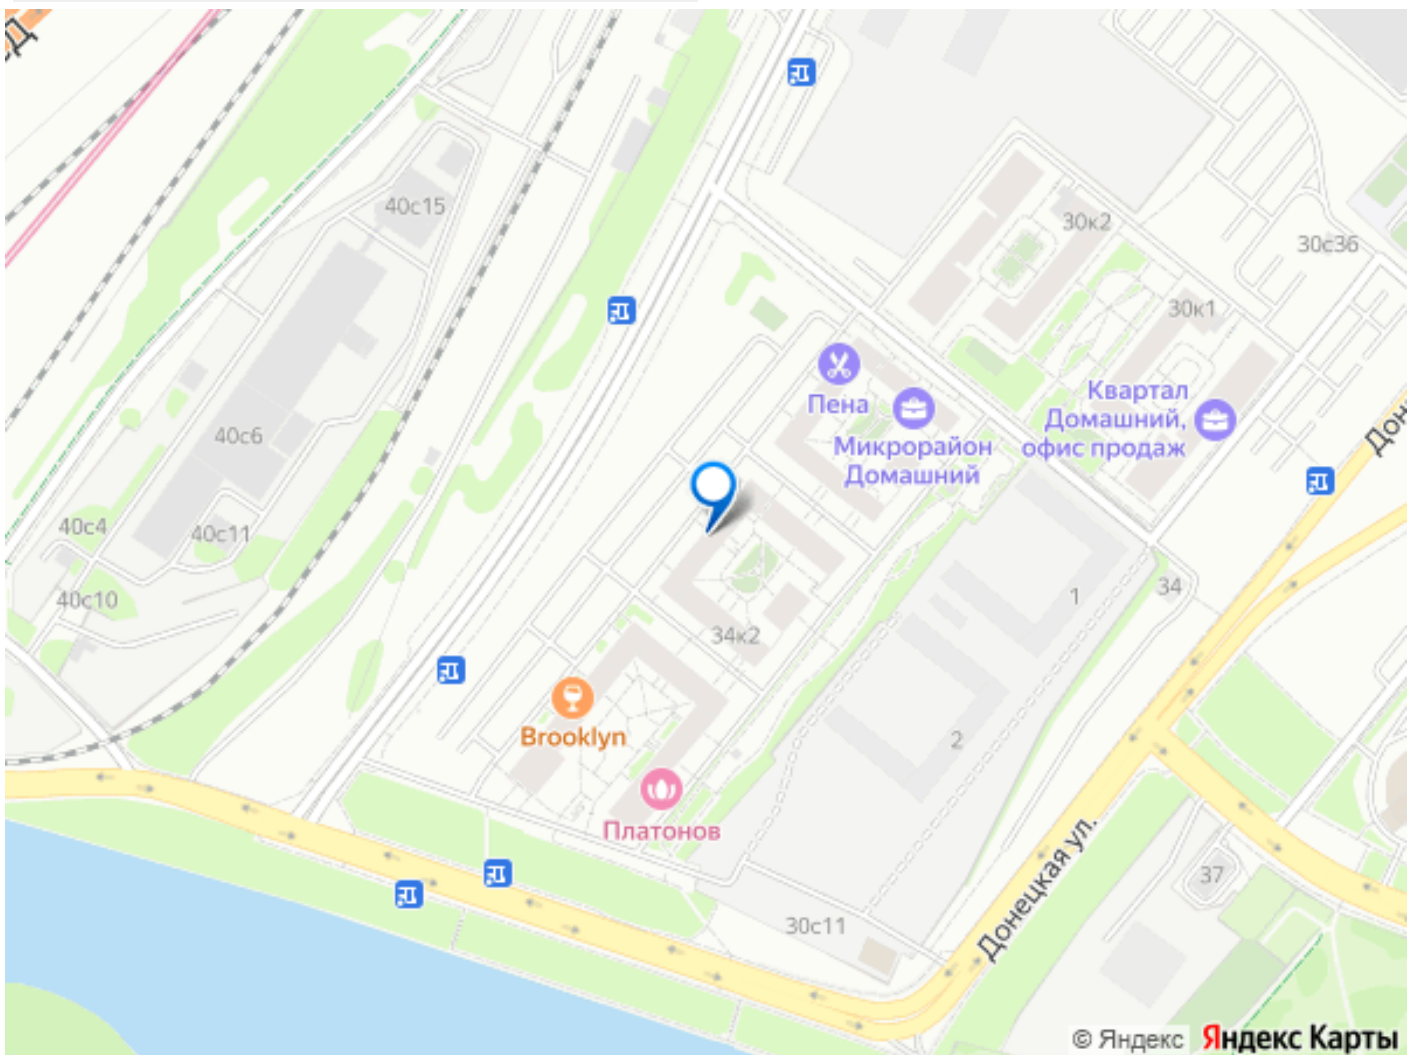 40с15
30к2
30с36
30к1
Пена
Квартал
Домашний,
офис продаж
Микрорайон
Домашний
40с6
40с4
40с11
40с10
1
34
34к2
2
Brooklyn
Платонов
Донецкая ул.
37
30с11
© Яндекс
Яндекс Карты